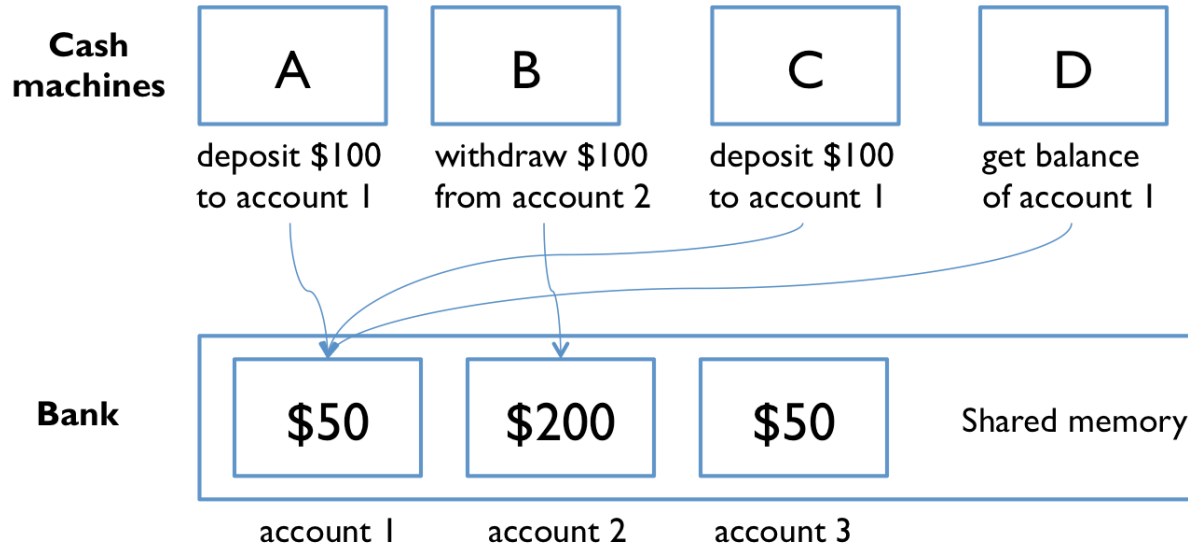 Cash
machines
A
B
C
D
deposit $100
to account 1
withdraw $100
from account 2
deposit $100
to account 1
get balance
of account 1
Bank
$50
$200
$50
Shared memory
account 1
account 2
account 3